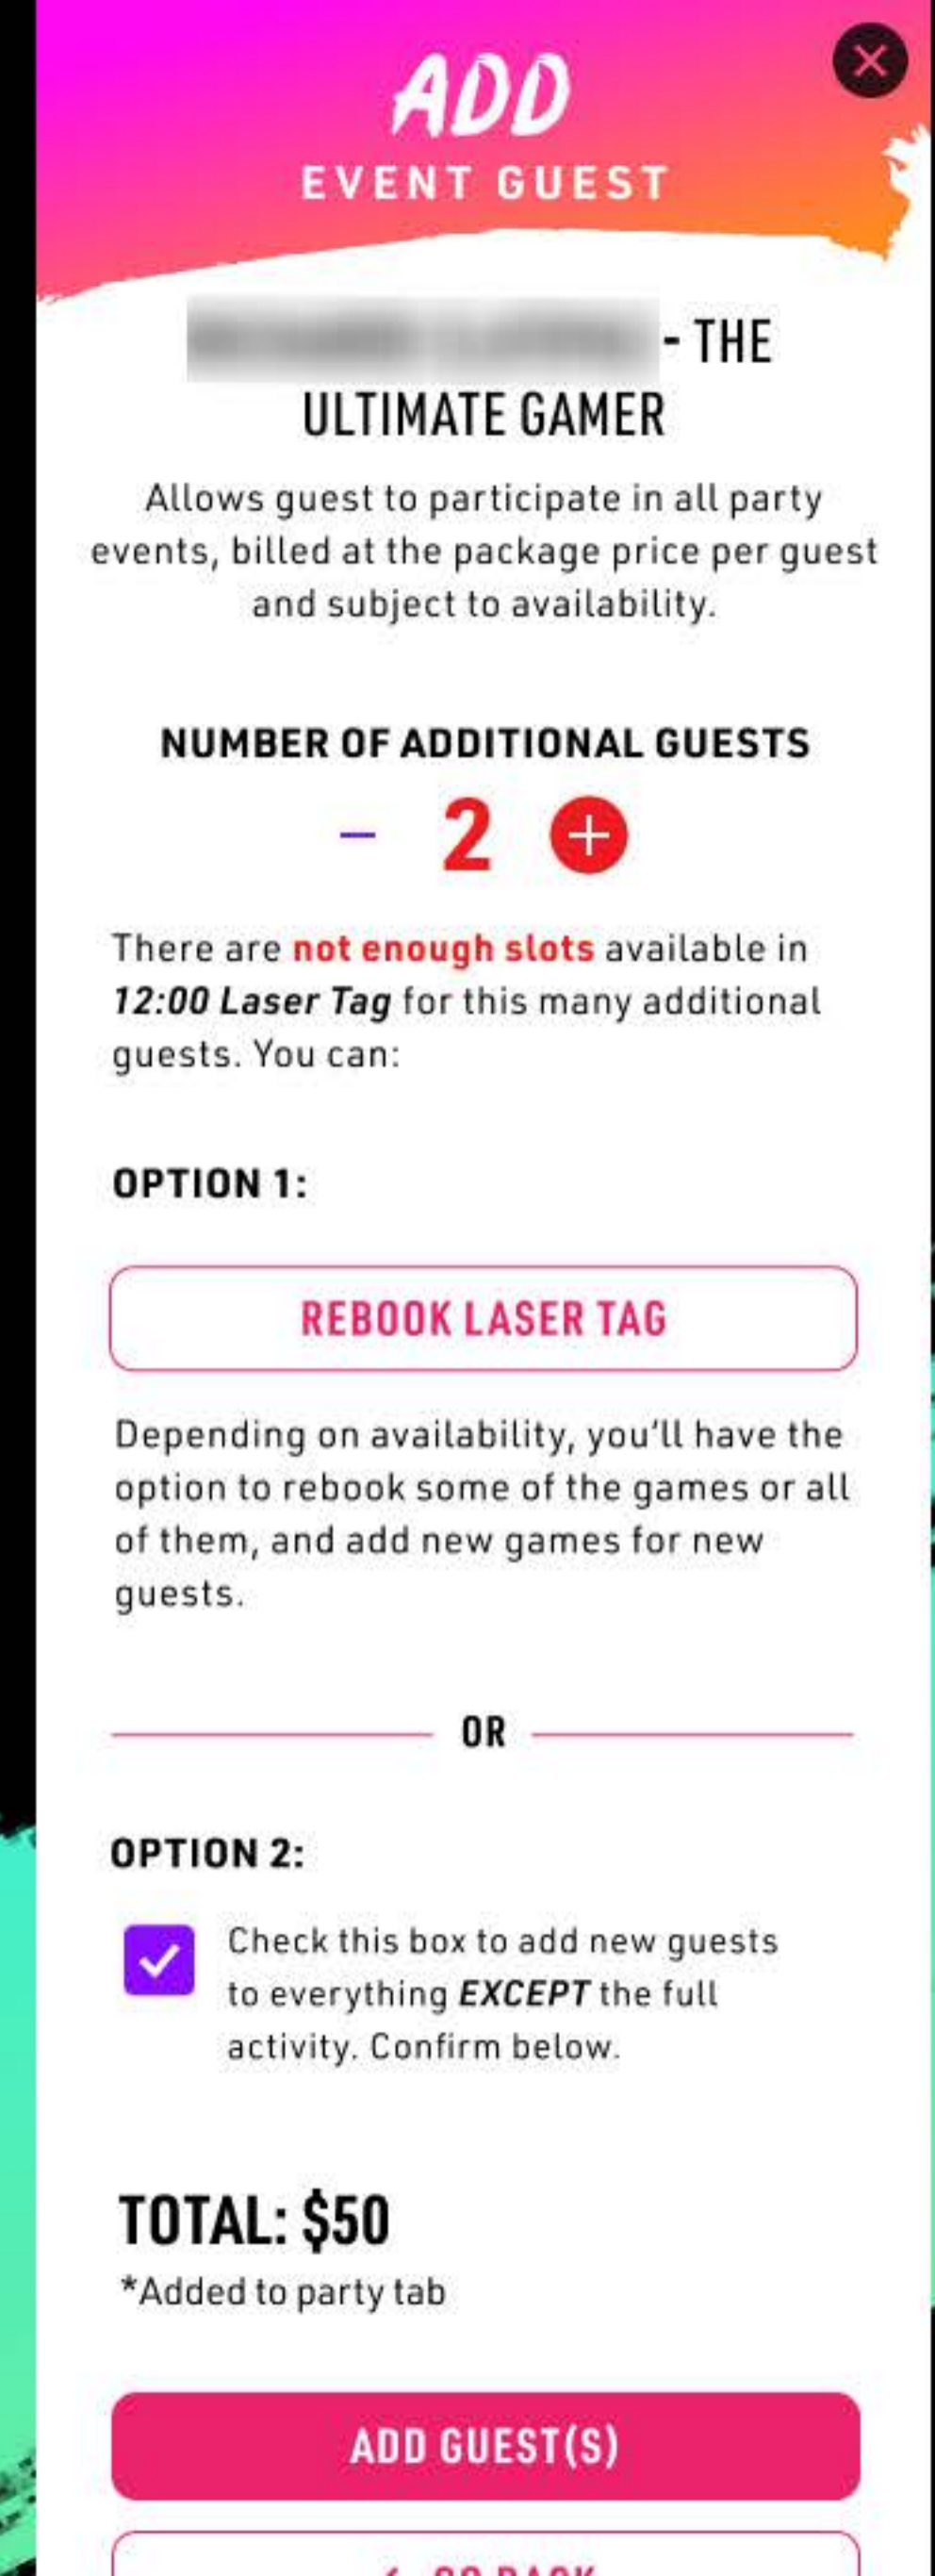 ADD
EVENT GUEST
- THE
ULTIMATE GAMER
Allows guest to participate in all party
events, billed at the package price per guest
and subject to availability.
NUMBER OF ADDITIONAL GUESTS
– 2 +
There are not enough slots available in
12:00 Laser Tag for this many additional
guests. You can:
OPTION 1:
REBOOK LASER TAG
Depending on availability, you’ll have the
option to rebook some of the games or all
of them, and add new games for new
guests.
OR
OPTION 2:
Check this box to add new guests
to everything EXCEPT the full
activity. Confirm below.
TOTAL: $50
*Added to party tab
ADD GUEST(S)